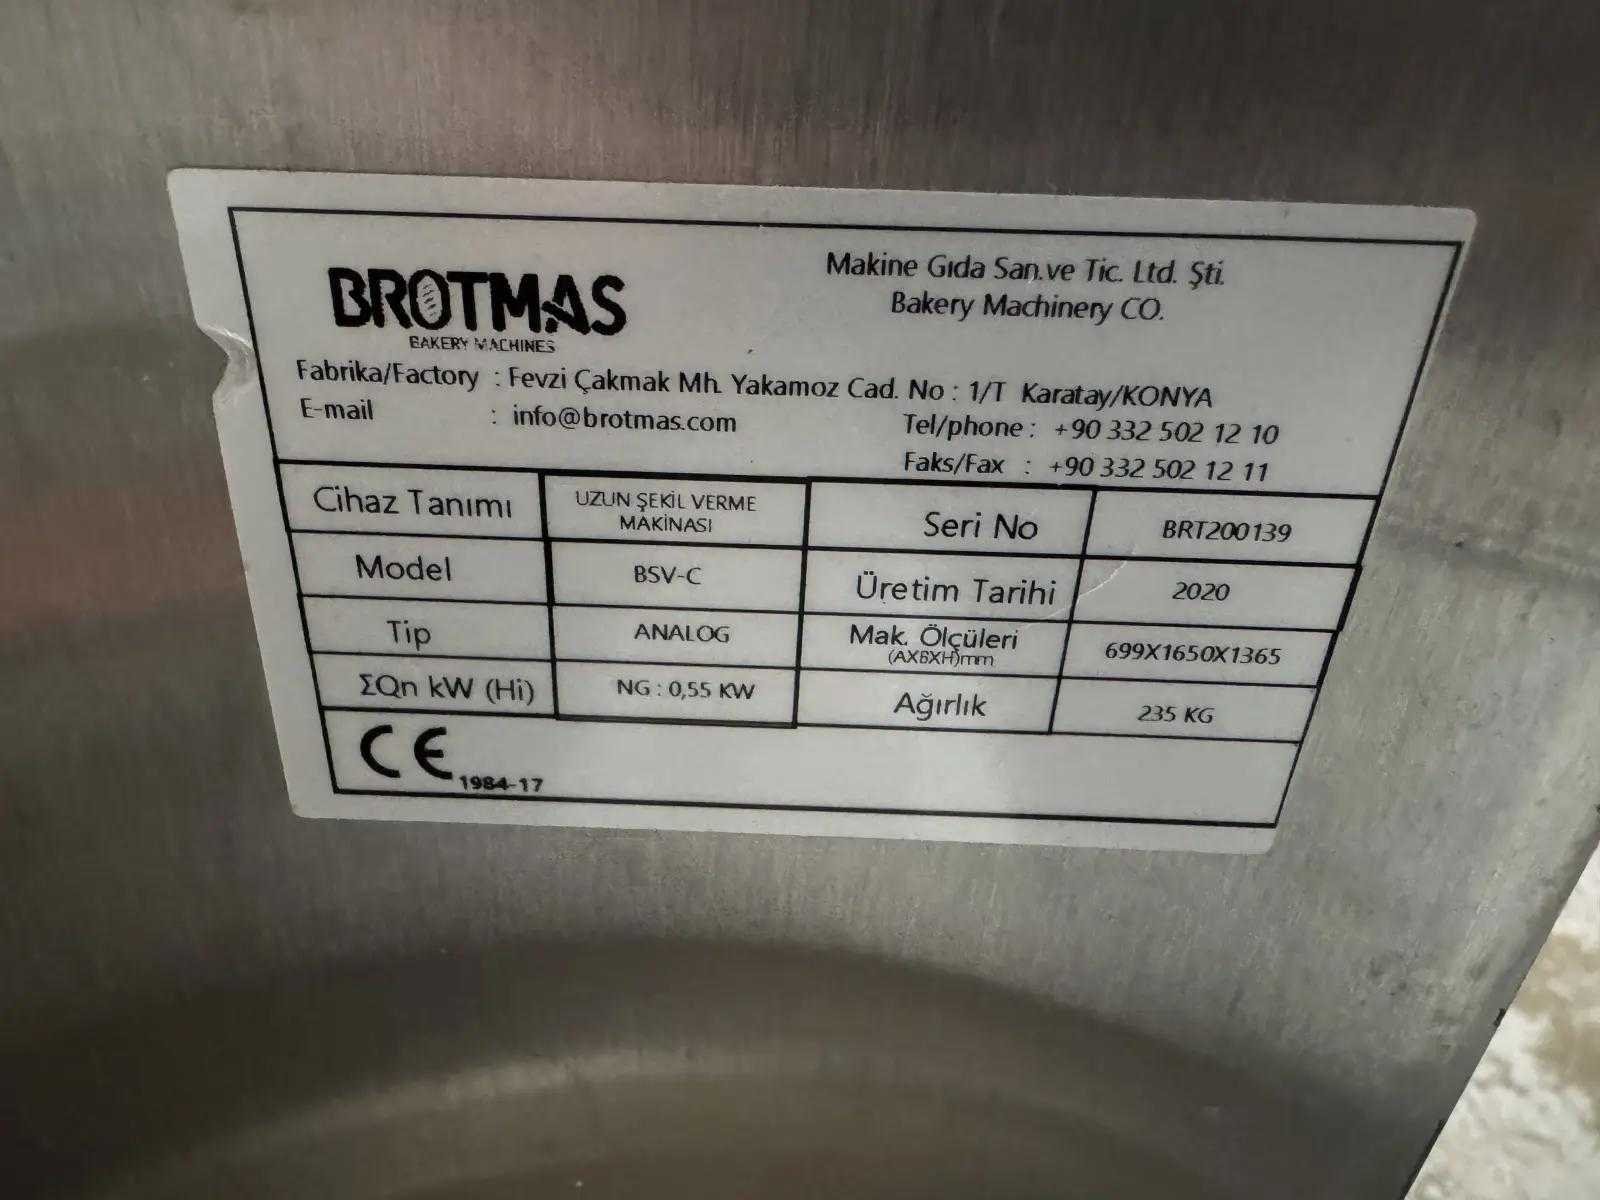 BROTMAS
BAKERY MACHINES
Makine Gıda San.ve Tic. Ltd. Şti.
Bakery Machinery CO.
Fabrika/Factory : Fevzi Çakmak Mh. Yakamoz Cad. No : 1/T Karatay/KONYA
E-mail : info@brotmas.com
Tel/phone : +90 332 502 12 10
Faks/Fax : +90 332 502 12 11
Cihaz Tanımı UZUN ŞEKİL VERME MAKİNASI Seri No BRT200139
Model BSV-C Üretim Tarihi 2020
Tip ANALOG Mak. Ölçüleri (AXBXH)mm 699X1650X1365
ΣQn kW (Hi) NG : 0,55 KW Ağırlık 235 KG
CE 1984-17